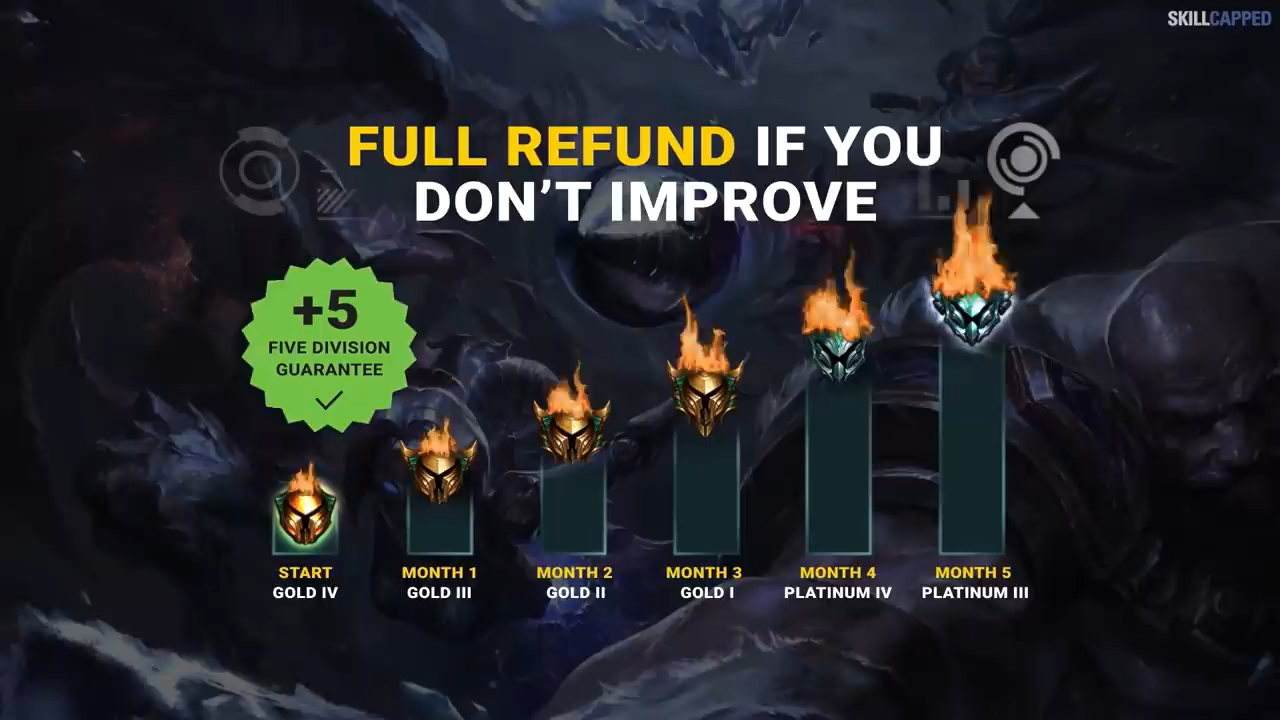 SKILLCAPPED
FULL REFUND IF YOU
DON'T IMPROVE
+5
FIVE DIVISION
GUARANTEE
START
GOLD IV
MONTH 1
GOLD III
MONTH 2
GOLD II
MONTH 3
GOLD I
MONTH 4
PLATINUM IV
MONTH 5
PLATINUM III